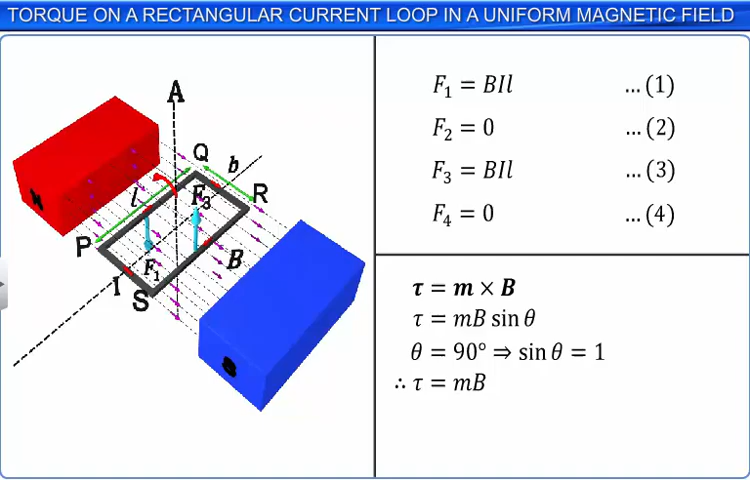 TORQUE ON A RECTANGULAR CURRENT LOOP IN A UNIFORM MAGNETIC FIELD
A
N
Q
b
l
F₃
R
P
F₁
B
I
S
S
F₁ = BIl ...(1)
F₂ = 0 ...(2)
F₃ = BIl ...(3)
F₄ = 0 ...(4)
τ = m × B
τ = mB sin θ
θ = 90° ⇒ sin θ = 1
∴ τ = mB